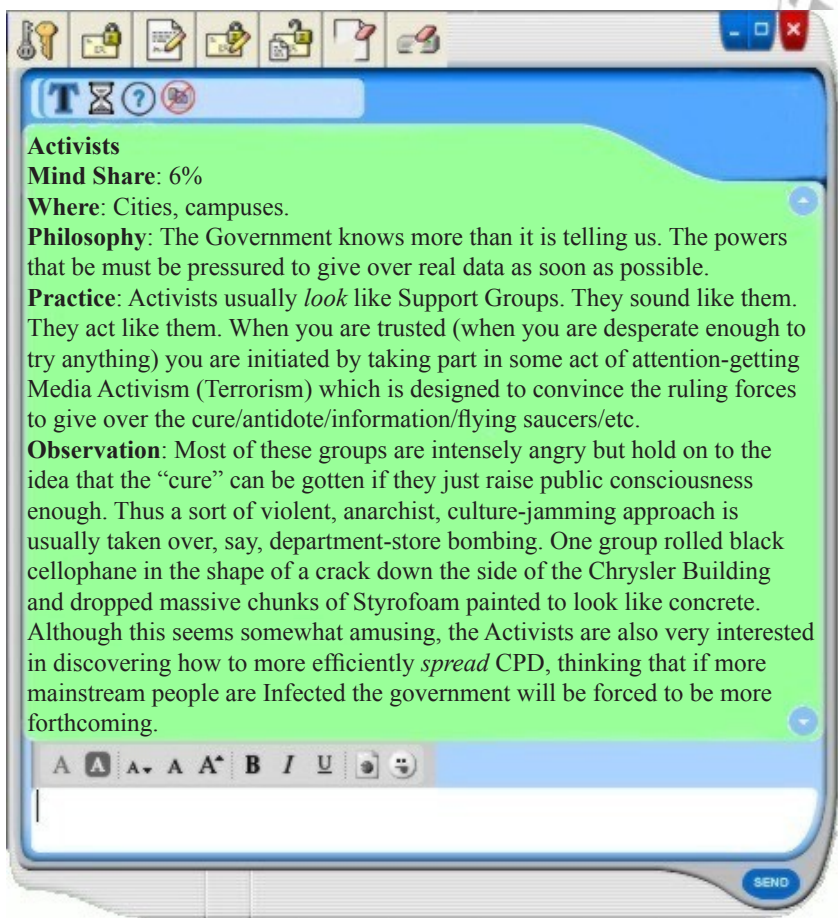 Activists
Mind Share: 6%
Where: Cities, campuses.
Philosophy: The Government knows more than it is telling us. The powers
that be must be pressured to give over real data as soon as possible.
Practice: Activists usually look like Support Groups. They sound like them.
They act like them. When you are trusted (when you are desperate enough to
try anything) you are initiated by taking part in some act of attention-getting
Media Activism (Terrorism) which is designed to convince the ruling forces
to give over the cure/antidote/information/flying saucers/etc.
Observation: Most of these groups are intensely angry but hold on to the
idea that the “cure” can be gotten if they just raise public consciousness
enough. Thus a sort of violent, anarchist, culture-jamming approach is
usually taken over, say, department-store bombing. One group rolled black
cellophane in the shape of a crack down the side of the Chrysler Building
and dropped massive chunks of Styrofoam painted to look like concrete.
Although this seems somewhat amusing, the Activists are also very interested
in discovering how to more efficiently spread CPD, thinking that if more
mainstream people are Infected the government will be forced to be more
forthcoming.
A A A A A B I U
SEND